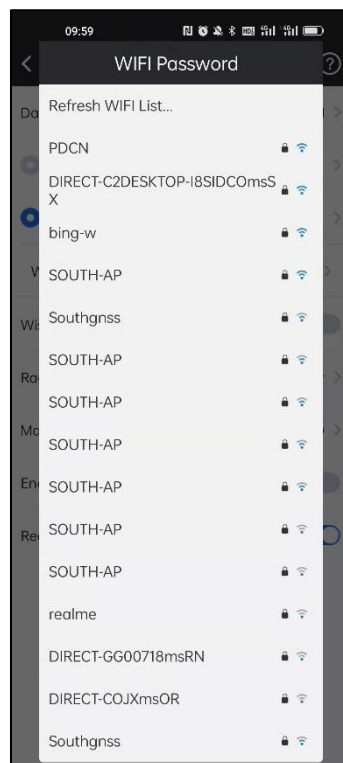 09:59
WIFI Password
Refresh WIFI List...
PDCN
DIRECT-C2DESKTOP-I8SIDCOmsS
X
bing-w
SOUTH-AP
Southgnss
SOUTH-AP
SOUTH-AP
SOUTH-AP
SOUTH-AP
SOUTH-AP
SOUTH-AP
realme
DIRECT-GG00718msRN
DIRECT-COJXmsOR
Southgnss